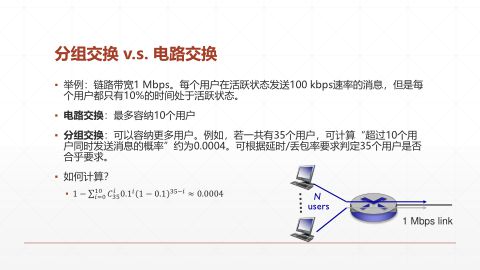 分组交换 v.s. 电路交换
举例：链路带宽1 Mbps。每个用户在活跃状态发送100 kbps速率的消息，但是每
个用户都只有10%的时间处于活跃状态。
电路交换：最多容纳10个用户
分组交换：可以容纳更多用户。例如，若一共有35个用户，可计算“超过10个用
户同时发送消息的概率”约为0.0004。可根据延时/丢包率要求判定35个用户是否
合乎要求。
如何计算？
$1 - \sum_{i=0}^{10} C_{35}^{i} 0.1^{i} (1 - 0.1)^{35-i} \approx 0.0004$
N
users
1 Mbps link